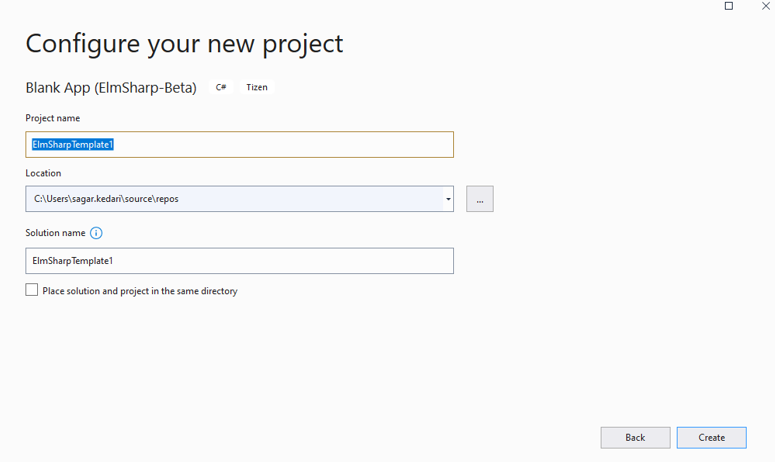 Configure your new project
Blank App (ElmSharp-Beta) C# Tizen
Project name
ElmSharpTemplate1
Location
C:\Users\sagar.kedari\source\repos
...
Solution name
ElmSharpTemplate1
Place solution and project in the same directory
Back Create